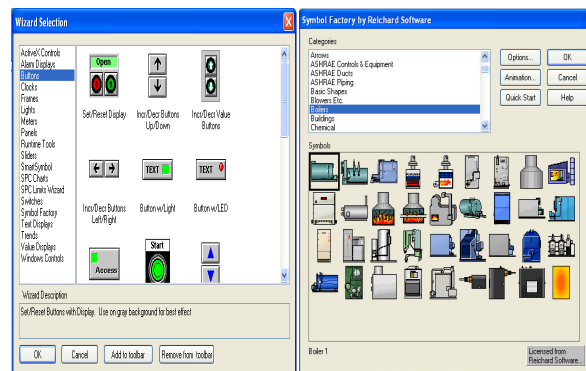 Wizard Selection
ActiveX Controls
Alarm Displays
Buttons
Clocks
Frames
Lights
Meters
Panels
Runtime Tools
Sliders
SmartSymbol
SPC Charts
SPC Limits Wizard
Switches
Symbol Factory
Text Displays
Trends
Value Displays
Windows Controls
Open
Set/Reset Display
Incr/Decr Buttons
Up/Down
Incr/Decr Value
Buttons
TEXT
TEXT
Incr/Decr Buttons
Left/Right
Button w/Light
Button w/LED
Access
Start
Wizard Description
Set/Reset Buttons with Display. Use on gray background for best effect
OK
Cancel
Add to toolbar
Remove from toolbar
Symbol Factory by Reichard Software
Categories
Arrows
ASHRAE Controls & Equipment
ASHRAE Ducts
ASHRAE Piping
Basic Shapes
Blowers Etc.
Boilers
Buildings
Chemical
Options...
OK
Animation...
Cancel
Quick Start
Help
Symbols
Boiler 1
Licensed from
Reichard Software...